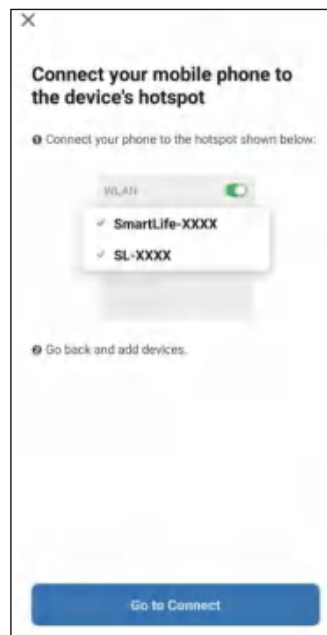 Connect your mobile phone to
the device's hotspot
❶ Connect your phone to the hotspot shown below:
WLAN
SmartLife-XXXX
SL-XXXX
❷ Go back and add devices.
Go to Connect